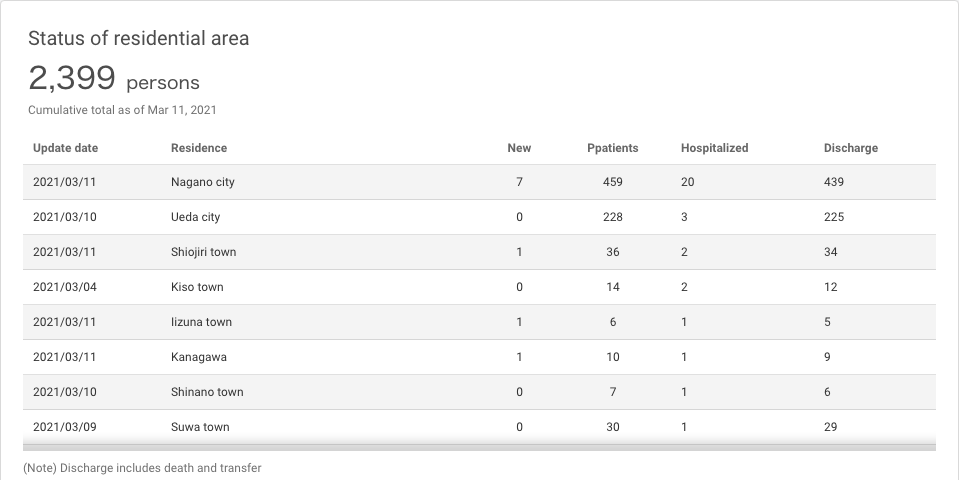 Status of residential area
2,399 persons
Cumulative total as of Mar 11, 2021
Update date Residence New Ppatients Hospitalized Discharge
2021/03/11 Nagano city 7 459 20 439
2021/03/10 Ueda city 0 228 3 225
2021/03/11 Shiojiri town 1 36 2 34
2021/03/04 Kiso town 0 14 2 12
2021/03/11 Iizuna town 1 6 1 5
2021/03/11 Kanagawa 1 10 1 9
2021/03/10 Shinano town 0 7 1 6
2021/03/09 Suwa town 0 30 1 29
(Note) Discharge includes death and transfer